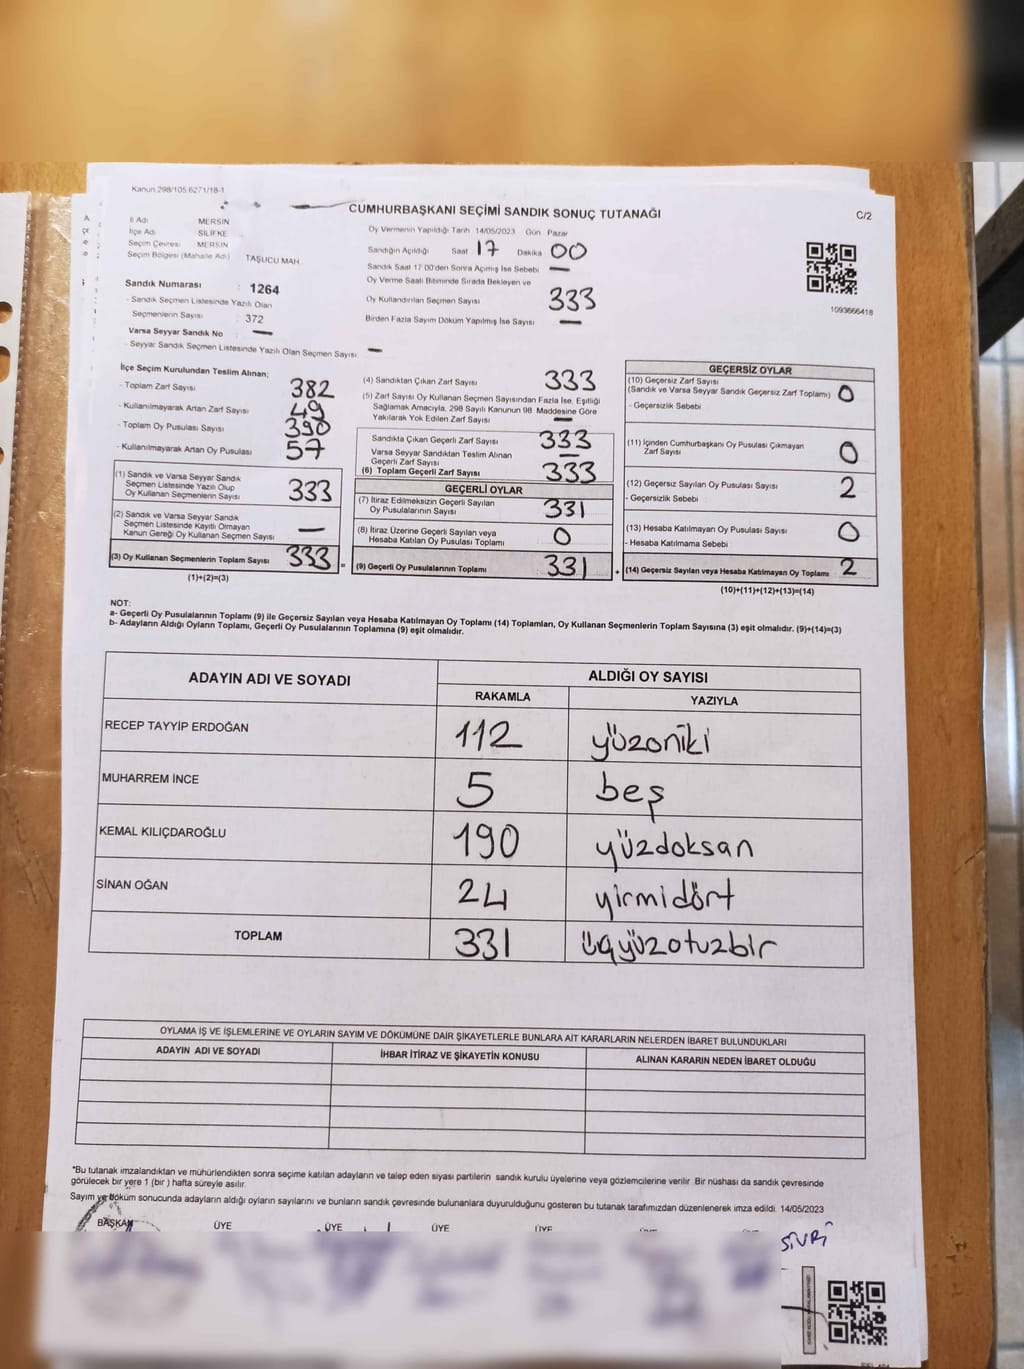 Kanun 298/105 6271/18-1
CUMHURBAŞKANI SEÇİMİ SANDIK SONUÇ TUTANAĞI
C/2
İl Adı MERSİN
İlçe Adı SİLİFKE
Seçim Çevresi MERSİN
Seçim Bölgesi (Mahalle Adı) TAŞUCU MAH
Sandık Numarası : 1264
- Sandık Seçmen Listesinde Yazılı Olan
Seçmenlerin Sayısı : 372
Varsa Seyyar Sandık No : —
- Seyyar Sandık Seçmen Listesinde Yazılı Olan Seçmen Sayısı —
Oy Vermenin Yapıldığı Tarih 14/05/2023 Gün Pazar
Sandığın Açıldığı Saat 17 Dakika 00
Sandık Saat 17:00'den Sonra Açılmış İse Sebebi —
Oy Verme Saati Bitiminde Sırada Bekleyen ve
Oy Kullandırılan Seçmen Sayısı 333
Birden Fazla Sayım Döküm Yapılmış İse Sayısı —
1093666418
İlçe Seçim Kurulundan Teslim Alınan;
- Toplam Zarf Sayısı 382
- Kullanılmayarak Artan Zarf Sayısı 49
- Toplam Oy Pusulası Sayısı 390
- Kullanılmayarak Artan Oy Pusulası 57
(1) Sandık ve Varsa Seyyar Sandık
Seçmen Listesinde Yazılı Olup
Oy Kullanan Seçmenlerin Sayısı 333
(2) Sandık ve Varsa Seyyar Sandık
Seçmen Listesinde Kayıtlı Olmayan
Kanun Gereği Oy Kullanan Seçmen Sayısı —
(3) Oy Kullanan Seçmenlerin Toplam Sayısı 333 =
(1)+(2)=(3)
(4) Sandıktan Çıkan Zarf Sayısı 333
(5) Zarf Sayısı Oy Kullanan Seçmen Sayısından Fazla İse, Eşitliği
Sağlamak Amacıyla, 298 Sayılı Kanunun 98. Maddesine Göre
Yakılarak Yok Edilen Zarf Sayısı —
Sandıkta Çıkan Geçerli Zarf Sayısı 333
Varsa Seyyar Sandıktan Teslim Alınan
Geçerli Zarf Sayısı —
(6) Toplam Geçerli Zarf Sayısı 333
GEÇERLİ OYLAR
(7) İtiraz Edilmeksizin Geçerli Sayılan
Oy Pusulalarının Sayısı 331
(8) İtiraz Üzerine Geçerli Sayılan veya
Hesaba Katılan Oy Pusulası Toplamı 0
(9) Geçerli Oy Pusulalarının Toplamı 331 +
GEÇERSİZ OYLAR
(10) Geçersiz Zarf Sayısı
(Sandık ve Varsa Seyyar Sandık Geçersiz Zarf Toplamı) 0
- Geçersizlik Sebebi
(11) İçinden Cumhurbaşkanı Oy Pusulası Çıkmayan
Zarf Sayısı 0
(12) Geçersiz Sayılan Oy Pusulası Sayısı 2
- Geçersizlik Sebebi
(13) Hesaba Katılmayan Oy Pusulası Sayısı 0
- Hesaba Katılmama Sebebi
(14) Geçersiz Sayılan veya Hesaba Katılmayan Oy Toplamı 2
(10)+(11)+(12)+(13)=(14)
NOT:
a- Geçerli Oy Pusulalarının Toplamı (9) ile Geçersiz Sayılan veya Hesaba Katılmayan Oy Toplamı (14) Toplamları, Oy Kullanan Seçmenlerin Toplam Sayısına (3) eşit olmalıdır. (9)+(14)=(3)
b- Adayların Aldığı Oyların Toplamı, Geçerli Oy Pusulalarının Toplamına (9) eşit olmalıdır.
ADAYIN ADI VE SOYADI
ALDIĞI OY SAYISI
RAKAMLA YAZIYLA
RECEP TAYYİP ERDOĞAN 112 yüzoniki
MUHARREM İNCE 5 beş
KEMAL KILIÇDAROĞLU 190 yüzdoksan
SİNAN OĞAN 24 yirmidört
TOPLAM 331 üçyüzotuzbir
OYLAMA İŞ VE İŞLEMLERİNE VE OYLARIN SAYIM VE DÖKÜMÜNE DAİR ŞİKAYETLERLE BUNLARA AİT KARARLARIN NELERDEN İBARET BULUNDUKLARI
ADAYIN ADI VE SOYADI İHBAR İTİRAZ VE ŞİKAYETİN KONUSU ALINAN KARARIN NEDEN İBARET OLDUĞU
*Bu tutanak imzalandıktan ve mühürlendikten sonra seçime katılan adayların ve talep eden siyasi partilerin sandık kurulu üyelerine veya gözlemcilerine verilir. Bir nüshası da sandık çevresinde
görülecek bir yere 1 (bir ) hafta süreyle asılır.
Sayım ve döküm sonucunda adayların aldığı oyların sayılarını ve bunların sandık çevresinde bulunanlara duyurulduğunu gösteren bu tutanak tarafımızdan düzenlenerek imza edildi. 14/05/2023
BAŞKAN ÜYE ÜYE ÜYE ÜYE
SİVRİ